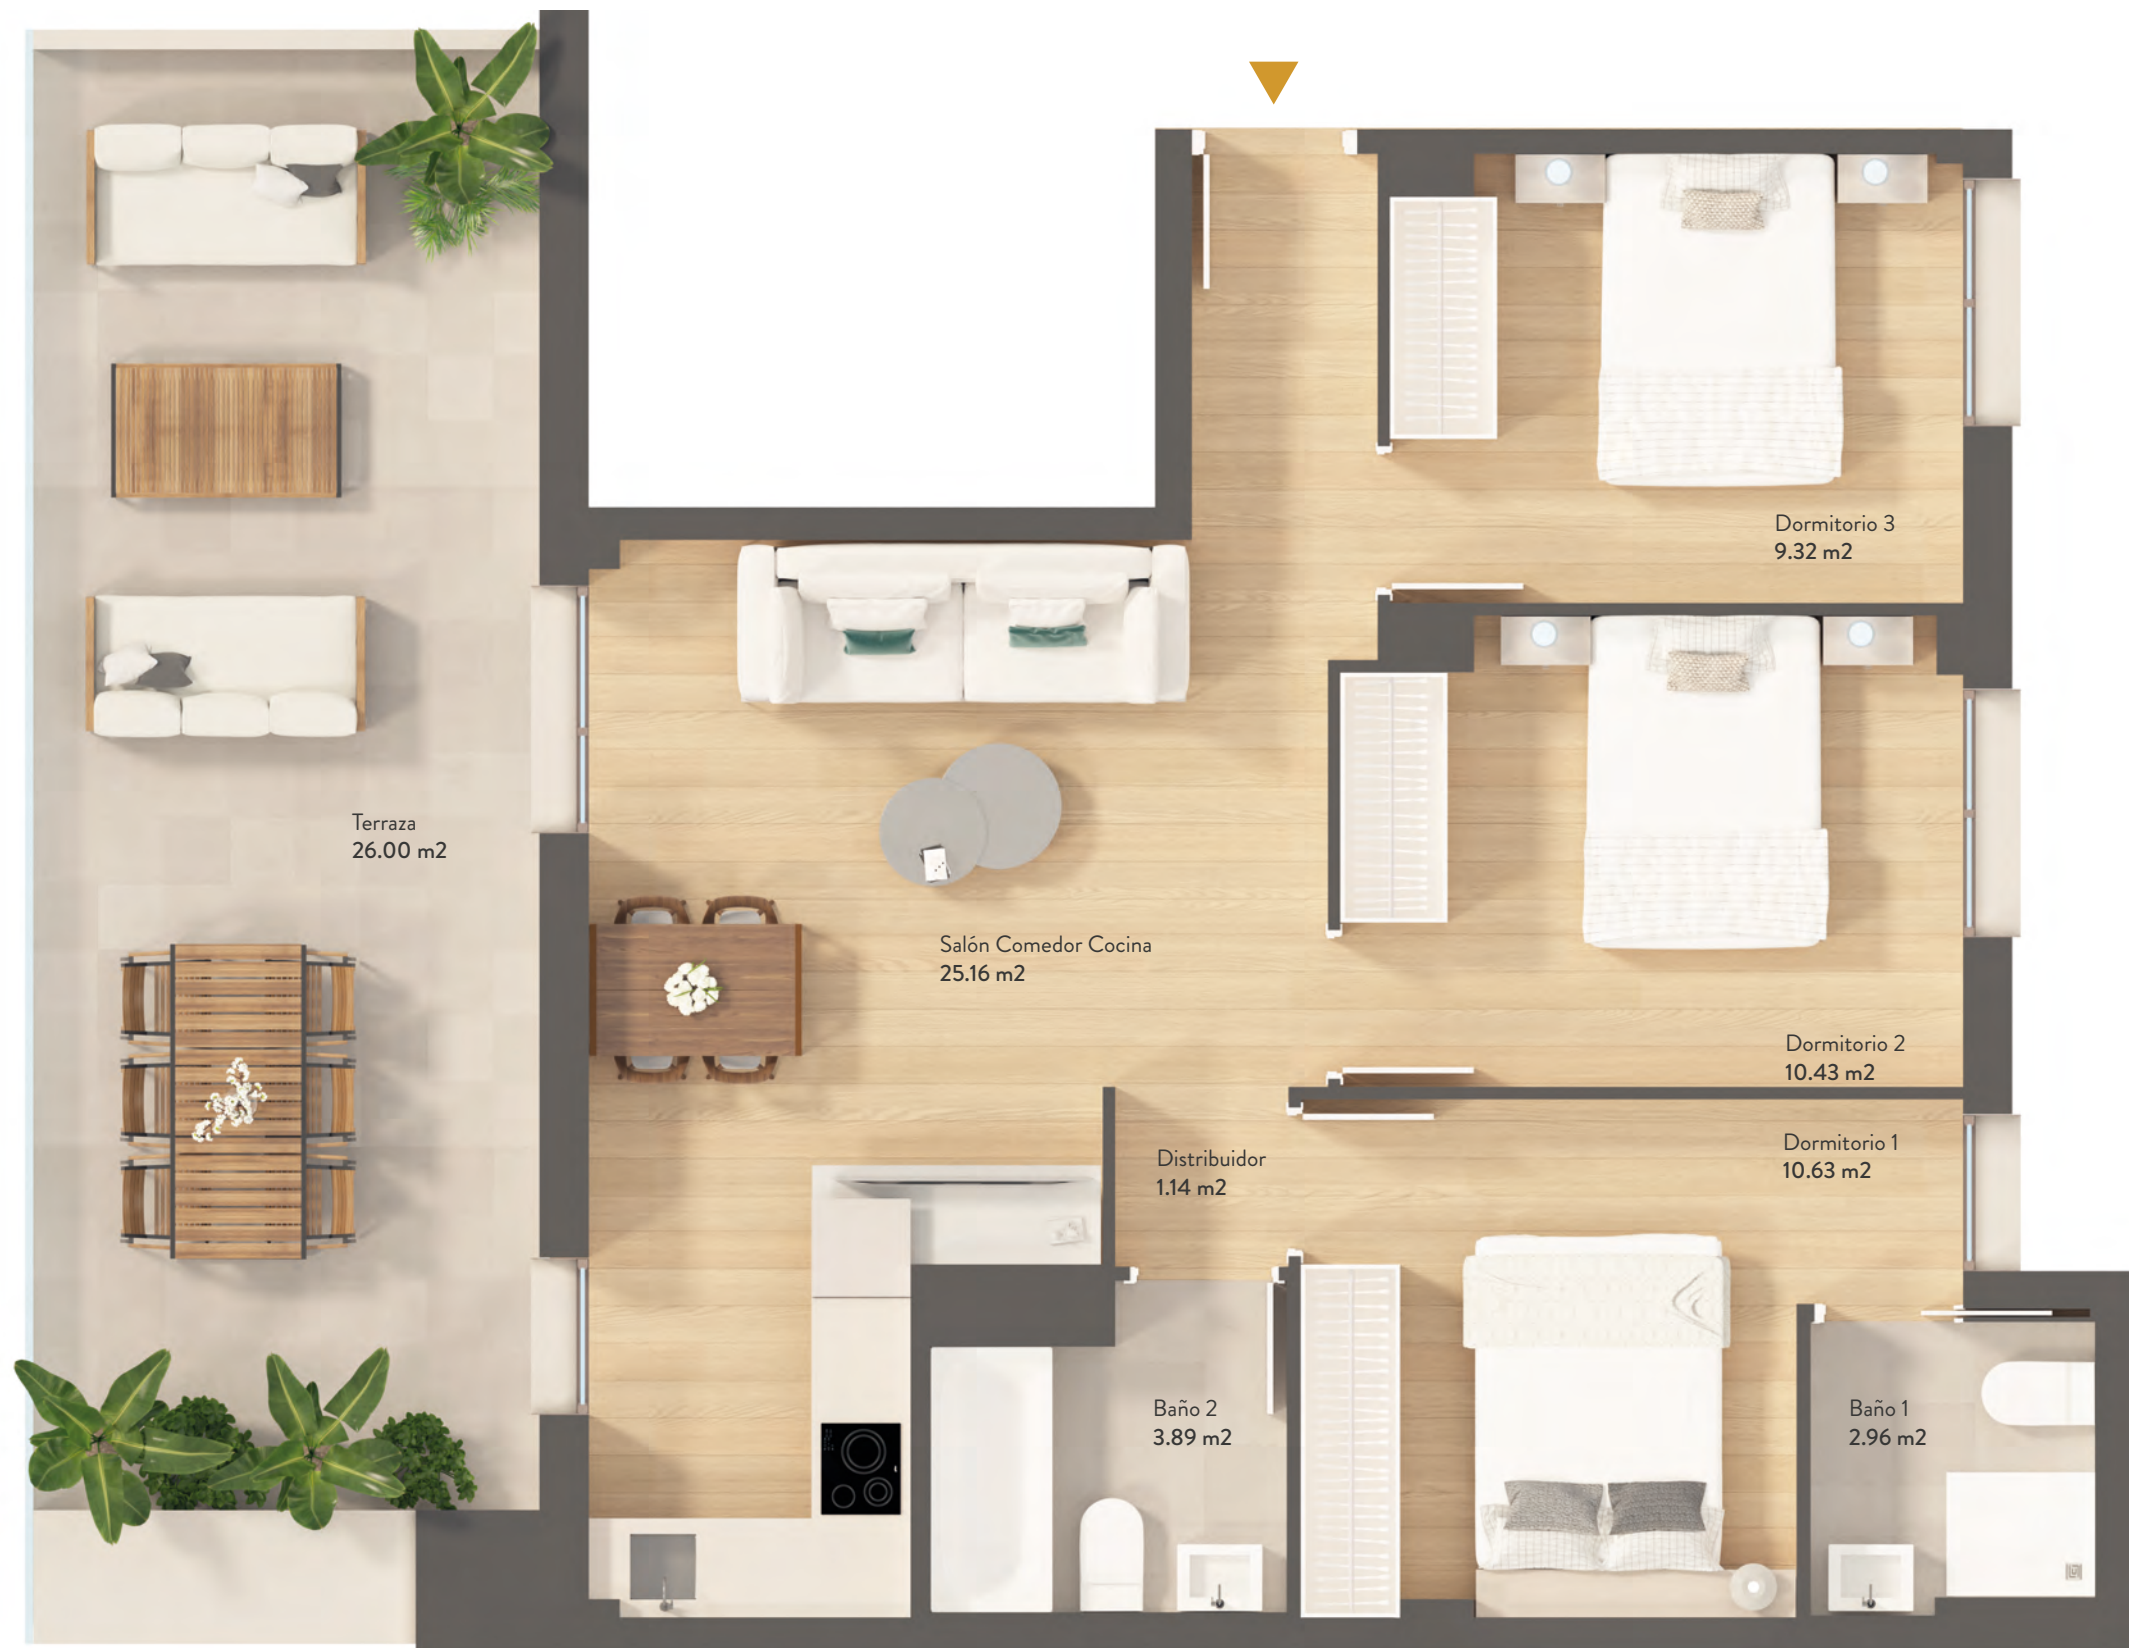 Dormitorio 3
9.32 m2
Terraza
26.00 m2
Salón Comedor Cocina
25.16 m2
Dormitorio 2
10.43 m2
Dormitorio 1
10.63 m2
Distribuidor
1.14 m2
Baño 2
3.89 m2
Baño 1
2.96 m2